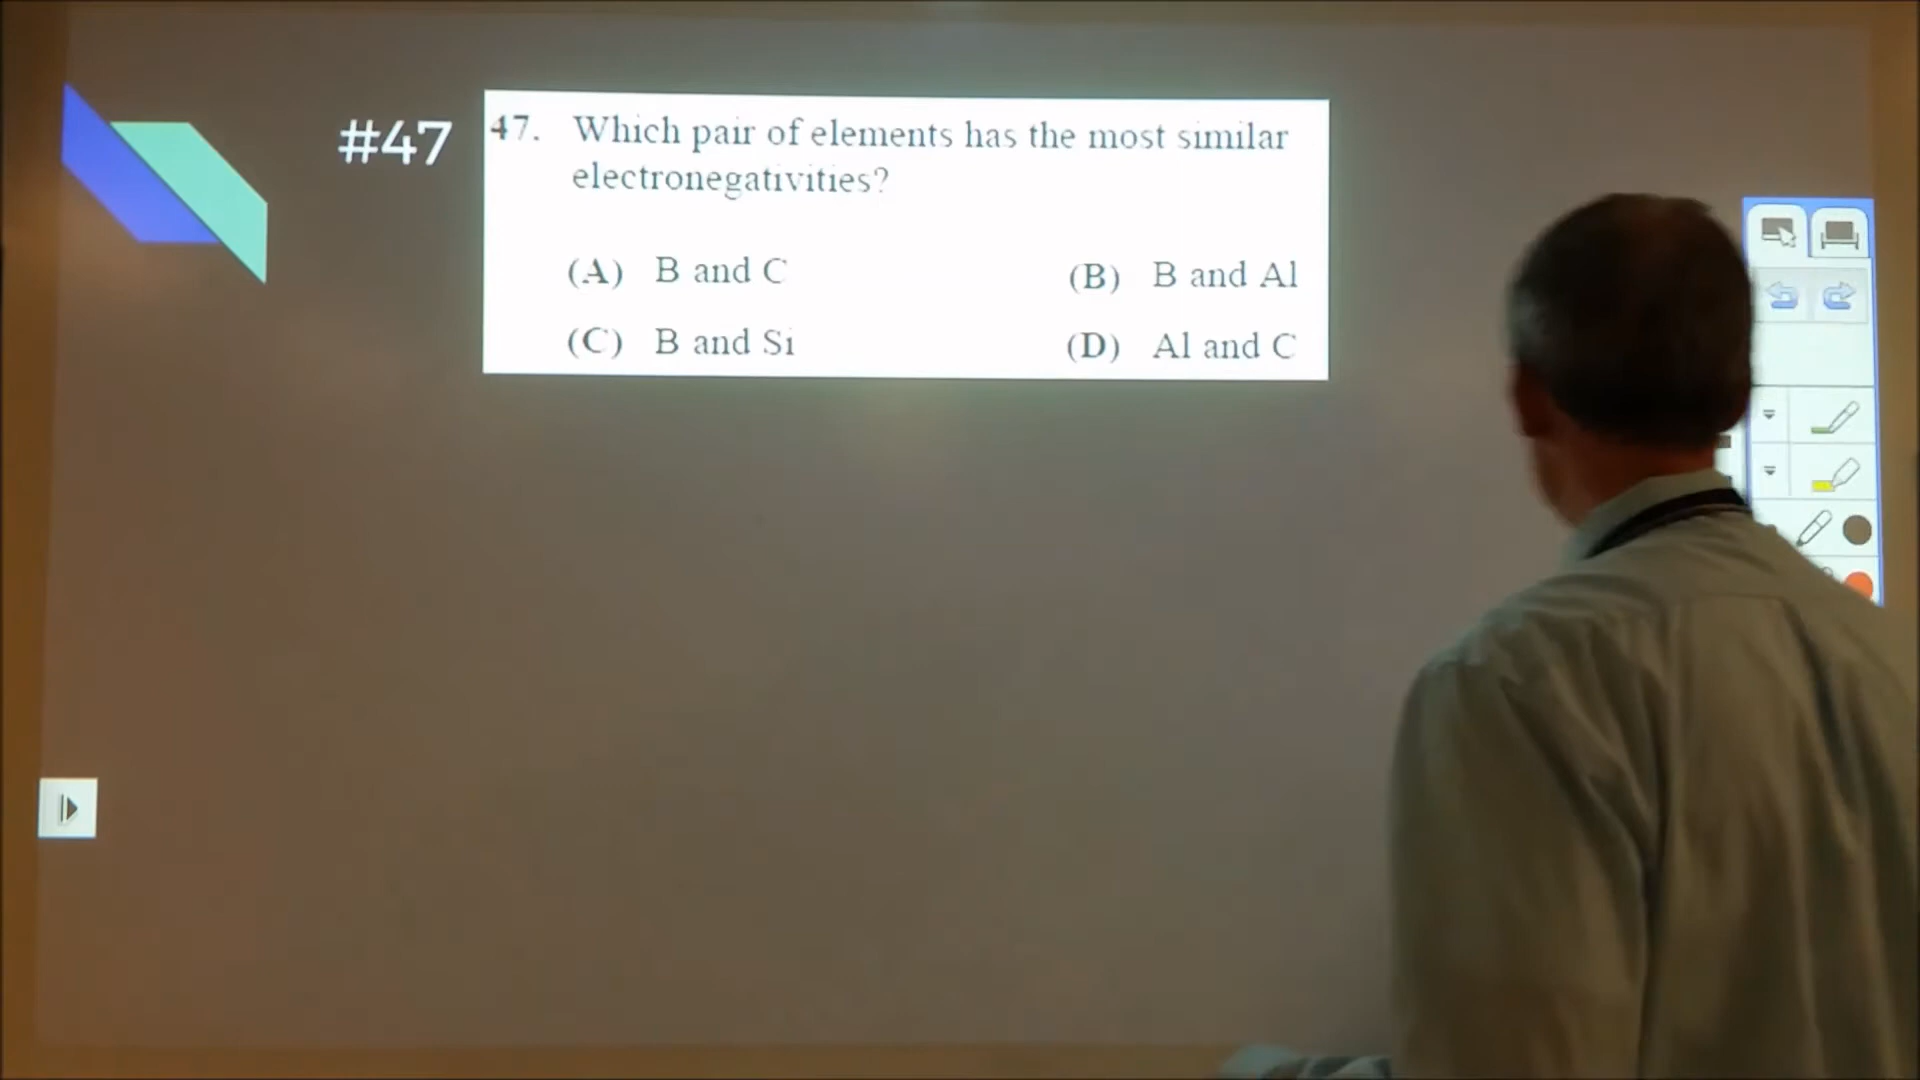 #47
47. Which pair of elements has the most similar
electronegativities?
(A) B and C
(B) B and Al
(C) B and Si
(D) Al and C